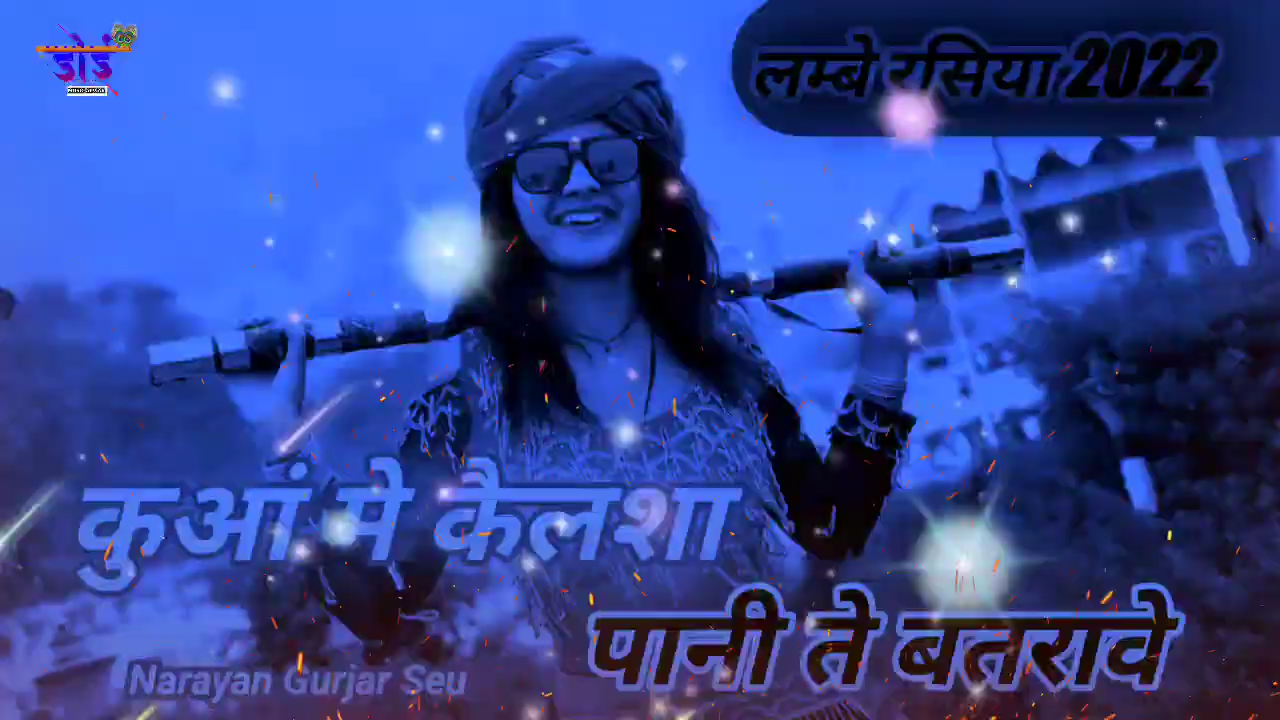 डोई
लम्बे रसिया 2022
कुआं मे कैलशा
पानी ते बतरावे
Narayan Gurjar Seu